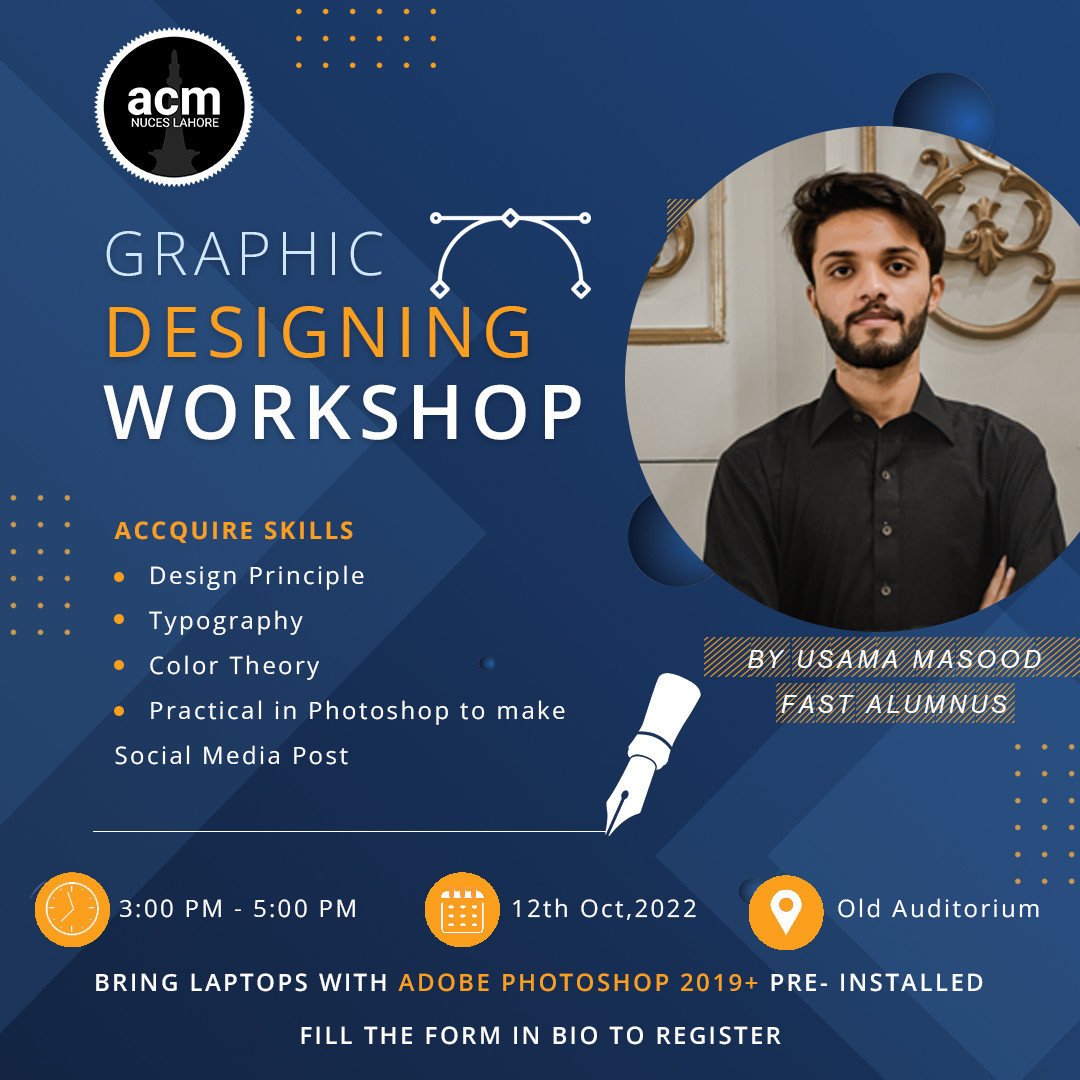 acm
NUCES LAHORE
GRAPHIC
DESIGNING
WORKSHOP
ACCQUIRE SKILLS
• Design Principle
• Typography
• Color Theory
• Practical in Photoshop to make
Social Media Post
BY USAMA MASOOD
FAST ALUMNUS
3:00 PM - 5:00 PM
12th Oct,2022
Old Auditorium
BRING LAPTOPS WITH ADOBE PHOTOSHOP 2019+ PRE- INSTALLED
FILL THE FORM IN BIO TO REGISTER